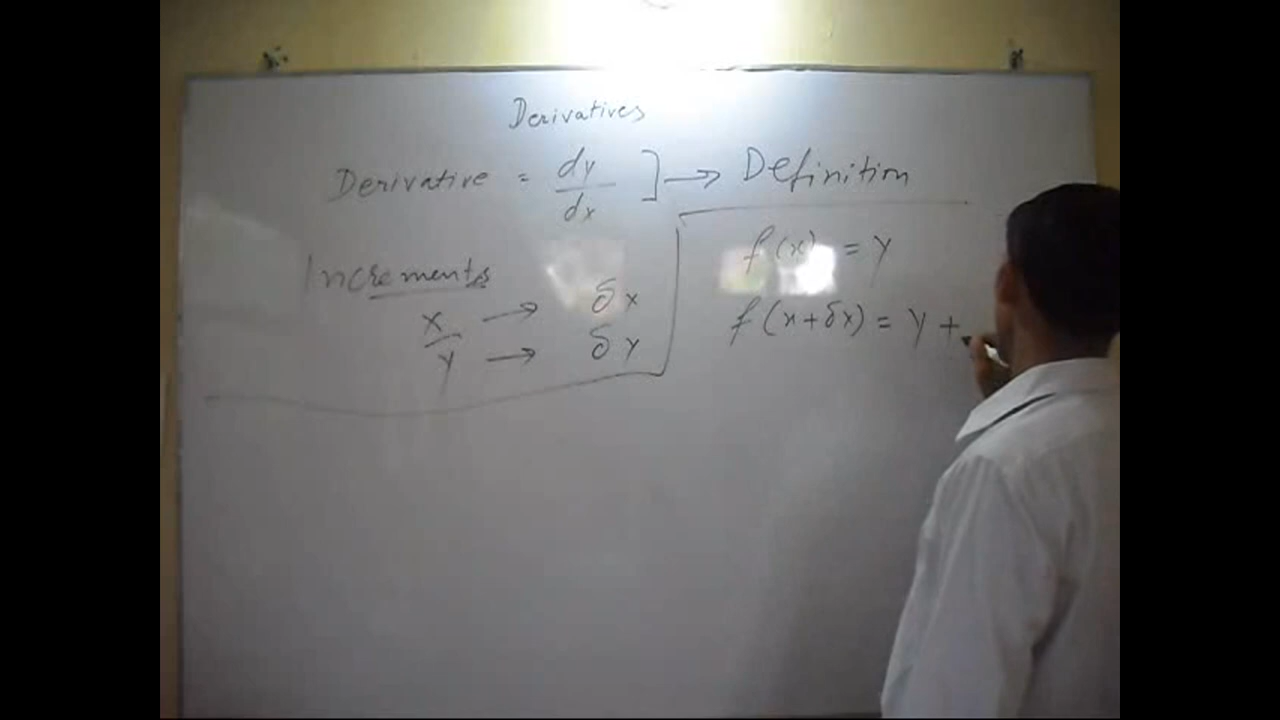 Derivatives
Derivative = dy/dx ] → Definition
Increments
x → δx
y → δy
f(x) = y
f(x+δx) = y +